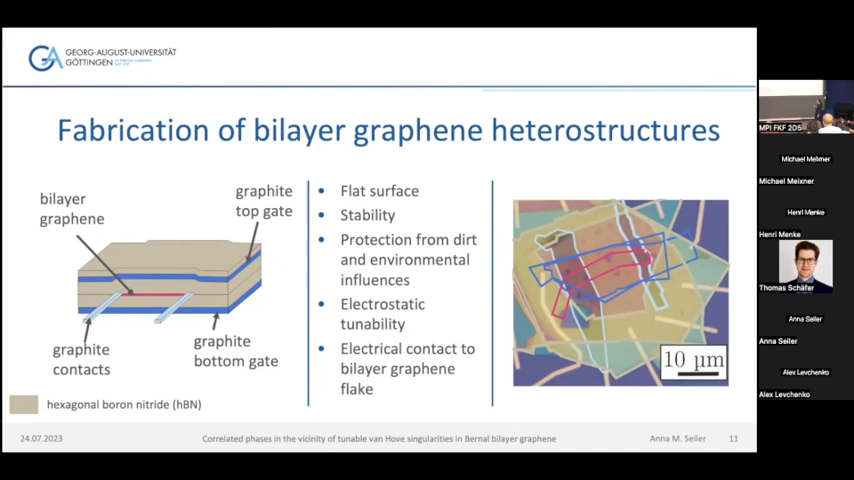 GEORG-AUGUST-UNIVERSITÄT
GÖTTINGEN
Fabrication of bilayer graphene heterostructures
bilayer
graphene
graphite
top gate
graphite
contacts
graphite
bottom gate
hexagonal boron nitride (hBN)
• Flat surface
• Stability
• Protection from dirt
and environmental
influences
• Electrostatic
tunability
• Electrical contact to
bilayer graphene
flake
10 µm
24.07.2023
Correlated phases in the vicinity of tunable van Hove singularities in Bernal bilayer graphene
Anna M. Seiler
11
MPI FKF 2D5
Michael Meixner
Michael Meixner
Henri Menke
Henri Menke
Thomas Schäfer
Anna Seiler
Anna Seiler
Alex Levchenko
Alex Levchenko